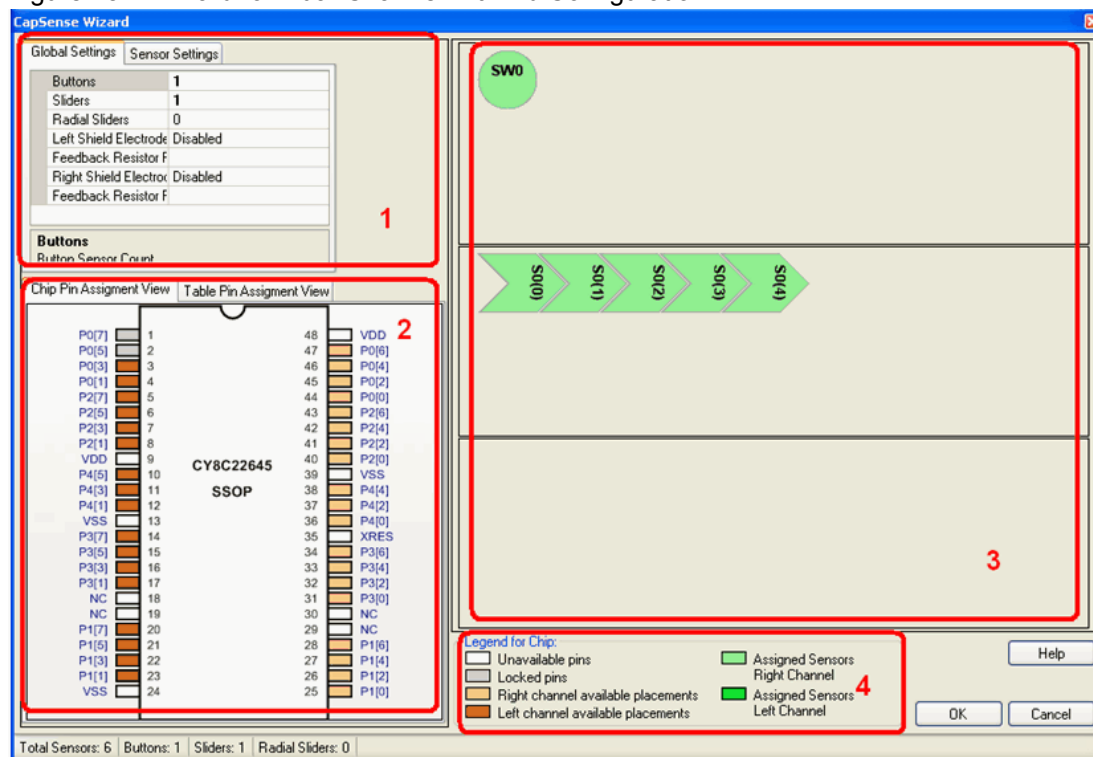 CapSense Wizard
Global Settings Sensor Settings
Buttons 1
Sliders 1
Radial Sliders 0
Left Shield Electrode Disabled
Feedback Resistor F
Right Shield Electro Disabled
Feedback Resistor F
1
Buttons
Button Sensor Count
Chip Pin Assigment View Table Pin Assigment View
2
P0[7] 1 48 VDD
P0[5] 2 47 P0[6]
P0[3] 3 46 P0[4]
P0[1] 4 45 P0[2]
P2[7] 5 44 P0[0]
P2[5] 6 43 P2[6]
P2[3] 7 42 P2[4]
P2[1] 8 41 P2[2]
VDD 9 40 P2[0]
P4[5] 10 39 VSS
P4[3] 11 38 P4[4]
P4[1] 12 37 P4[2]
VSS 13 36 P4[0]
P3[7] 14 35 XRES
P3[5] 15 34 P3[6]
P3[3] 16 33 P3[4]
P3[1] 17 32 P3[2]
NC 18 31 P3[0]
NC 19 30 NC
P1[7] 20 29 NC
P1[5] 21 28 P1[6]
P1[3] 22 27 P1[4]
P1[1] 23 26 P1[2]
VSS 24 25 P1[0]
CY8C22645
SSOP
SW0
S0(0) S0(1) S0(2) S0(3) S0(4)
3
Legend for Chip:
Unavailable pins
Locked pins
Right channel available placements
Left channel available placements
Assigned Sensors
Right Channel
Assigned Sensors
Left Channel
4
Help
OK Cancel
Total Sensors: 6 Buttons: 1 Sliders: 1 Radial Sliders: 0